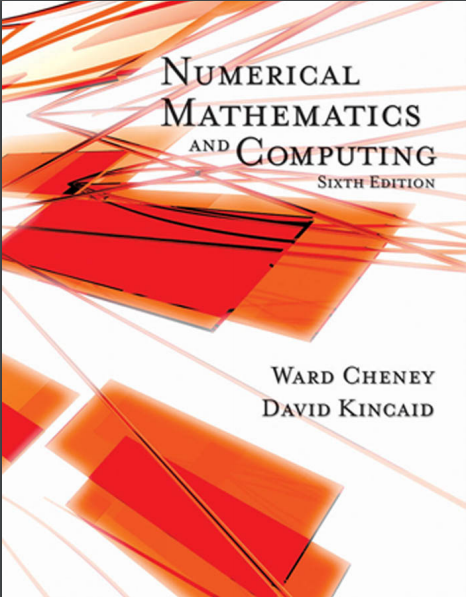 NUMERICAL
MATHEMATICS
AND COMPUTING
SIXTH EDITION
WARD CHENEY
DAVID KINCAID